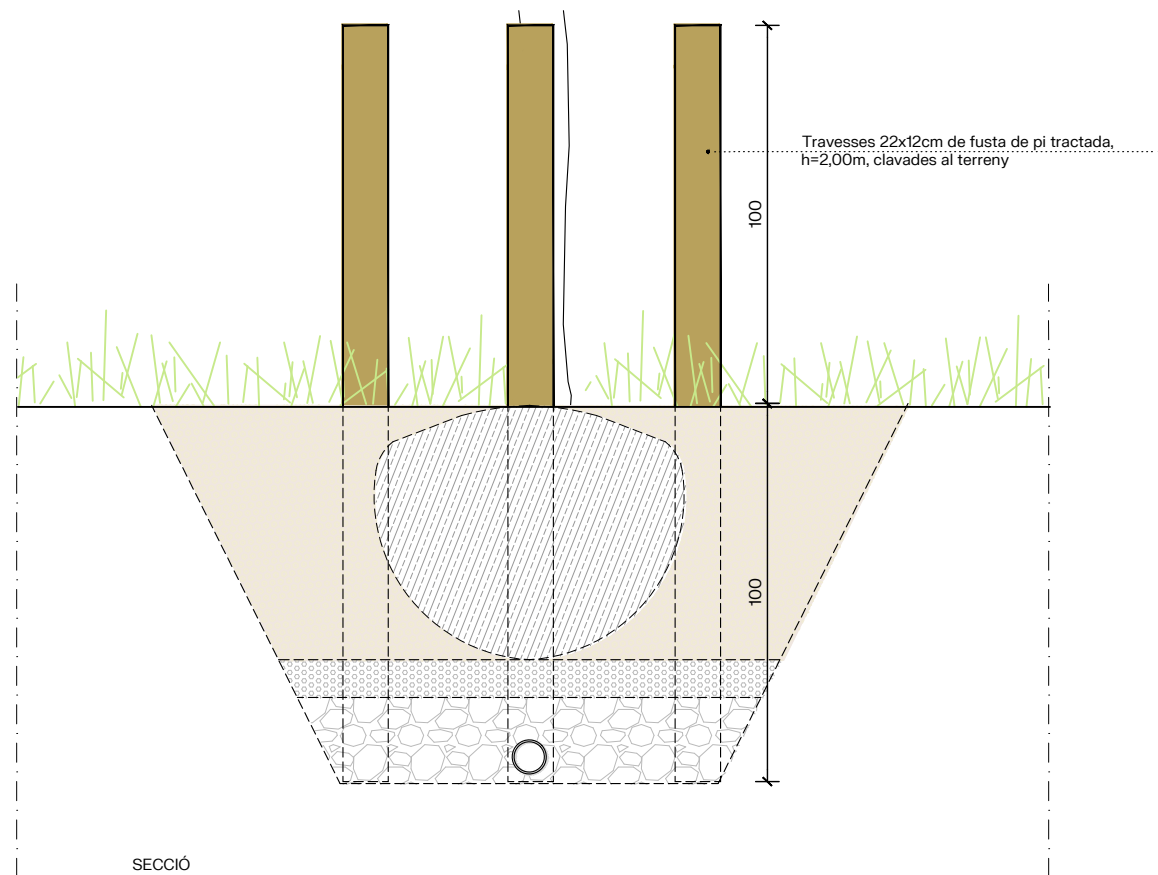 Travesses 22x12cm de fusta de pi tractada,
h=2,00m, clavades al terreny
100
100
SECCIÓ